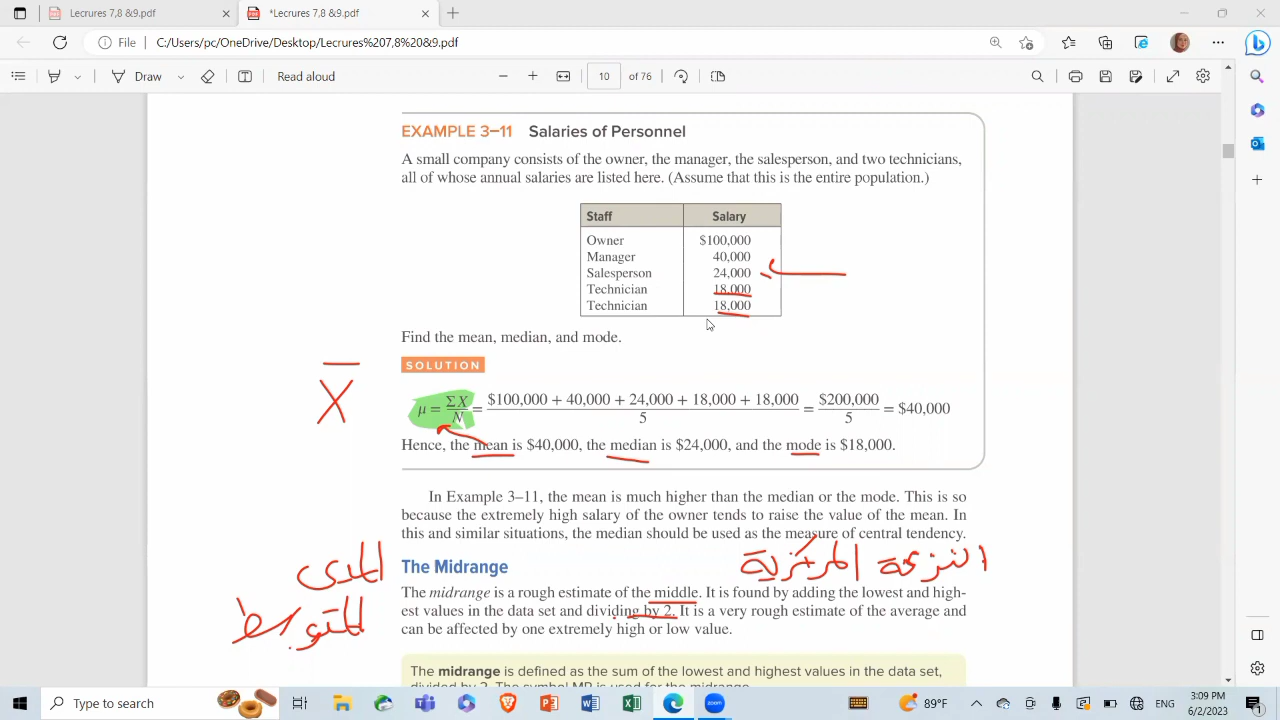 Lecrures 7,8 &9.pdf
*Lecrures 7,8 &9.pdf
File C:/Users/pc/OneDrive/Desktop/Lecrures%207,8%20&9.pdf
Draw Read aloud 10 of 76
EXAMPLE 3–11 Salaries of Personnel
A small company consists of the owner, the manager, the salesperson, and two technicians,
all of whose annual salaries are listed here. (Assume that this is the entire population.)
Staff Salary
Owner $100,000
Manager 40,000
Salesperson 24,000
Technician 18,000
Technician 18,000
Find the mean, median, and mode.
SOLUTION
X̄
μ = ΣX/N = $100,000 + 40,000 + 24,000 + 18,000 + 18,000/5 = $200,000/5 = $40,000
Hence, the mean is $40,000, the median is $24,000, and the mode is $18,000.
In Example 3–11, the mean is much higher than the median or the mode. This is so
because the extremely high salary of the owner tends to raise the value of the mean. In
this and similar situations, the median should be used as the measure of central tendency.
النزعة المركزية
المدى
المتوسط
The Midrange
The midrange is a rough estimate of the middle. It is found by adding the lowest and high-
est values in the data set and dividing by 2. It is a very rough estimate of the average and
can be affected by one extremely high or low value.
The midrange is defined as the sum of the lowest and highest values in the data set,
divided by 2. The symbol MR is used for the midrange.
Type to search
zoom
89°F
3:09 PM
6/2/2023